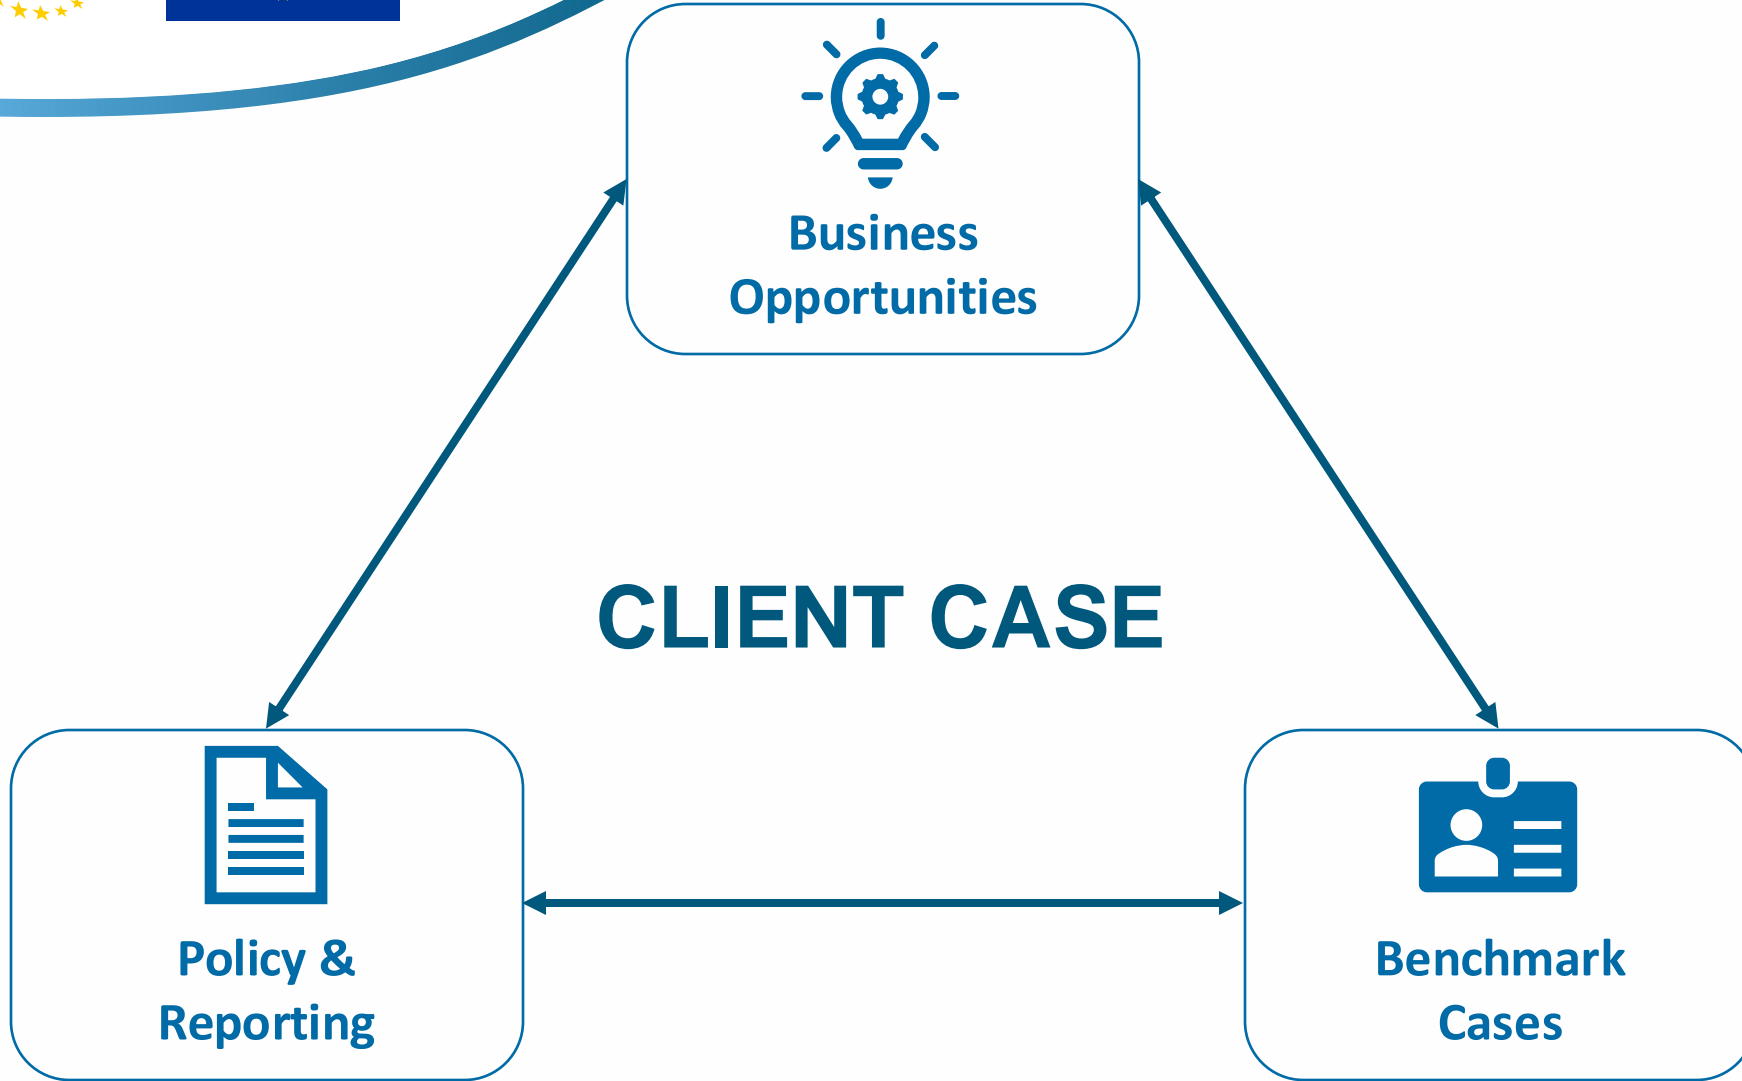 Business
Opportunities
CLIENT CASE
Policy &
Reporting
Benchmark
Cases